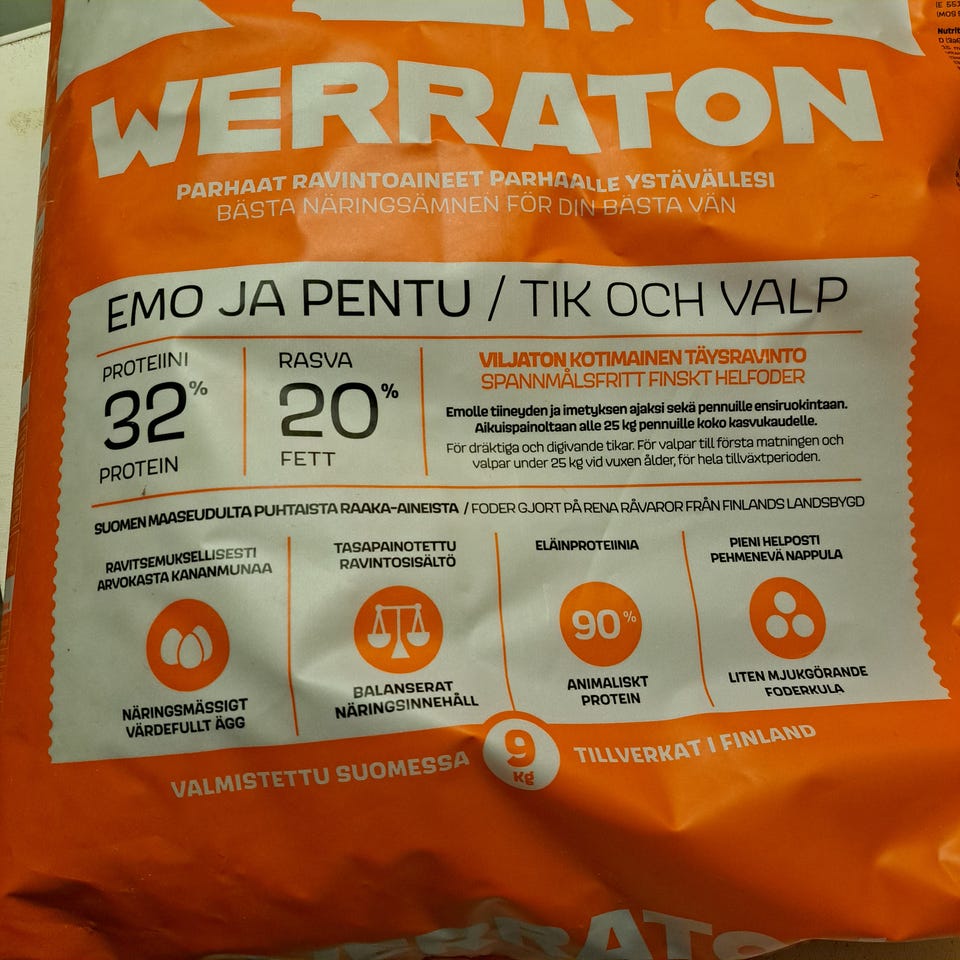 WERRATON
PARHAAT RAVINTOAINEET PARHAALLE YSTÄVÄLLESI
BÄSTA NÄRINGSÄMNEN FÖR DIN BÄSTA VÄN
EMO JA PENTU / TIK OCH VALP
PROTEIINI
32%
PROTEIN
RASVA
20%
FETT
VILJATON KOTIMAINEN TÄYSRAVINTO
SPANNMÅLSFRITT FINSKT HELFODER
Emolle tiineyden ja imetyksen ajaksi sekä pennuille ensiruokintaan.
Aikuispainoltaan alle 25 kg pennuille koko kasvukaudelle.
För dräktiga och digivande tikar. För valpar till första matningen och
valpar under 25 kg vid vuxen ålder, för hela tillväxtperioden.
SUOMEN MAASEUDULTA PUHTAISTA RAAKA-AINEISTA / FODER GJORT PÅ RENA RÅVAROR FRÅN FINLANDS LANDSBYGD
RAVITSEMUKSELLISESTI
ARVOKASTA KANANMUNAA
NÄRINGSMÄSSIGT
VÄRDEFULLT ÄGG
TASAPAINOTETTU
RAVINTOSISÄLTÖ
BALANSERAT
NÄRINGSINNEHÅLL
ELÄINPROTEIINIA
90%
ANIMALISKT
PROTEIN
PIENI HELPOSTI
PEHMENEVÄ NAPPULA
LITEN MJUKGÖRANDE
FODERKULA
VALMISTETTU SUOMESSA
9
Kg
TILLVERKAT I FINLAND